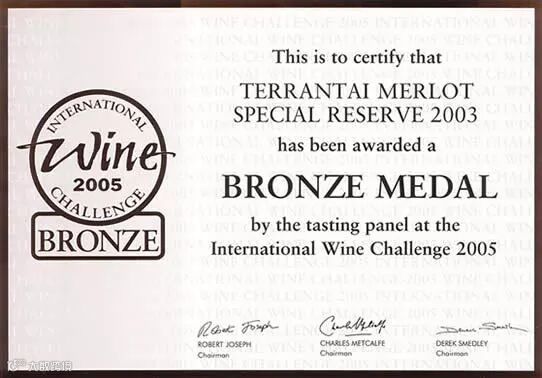 This is to certify that
TERRANTAI MERLOT
SPECIAL RESERVE 2003
has been awarded a
BRONZE MEDAL
by the tasting panel at the
International Wine Challenge 2005
INTERNATIONAL
Wine
2005
CHALLENGE
BRONZE
ROBERT JOSEPH
Chairman
CHARLES METCALFE
Chairman
DEREK SMEDLEY
Chairman